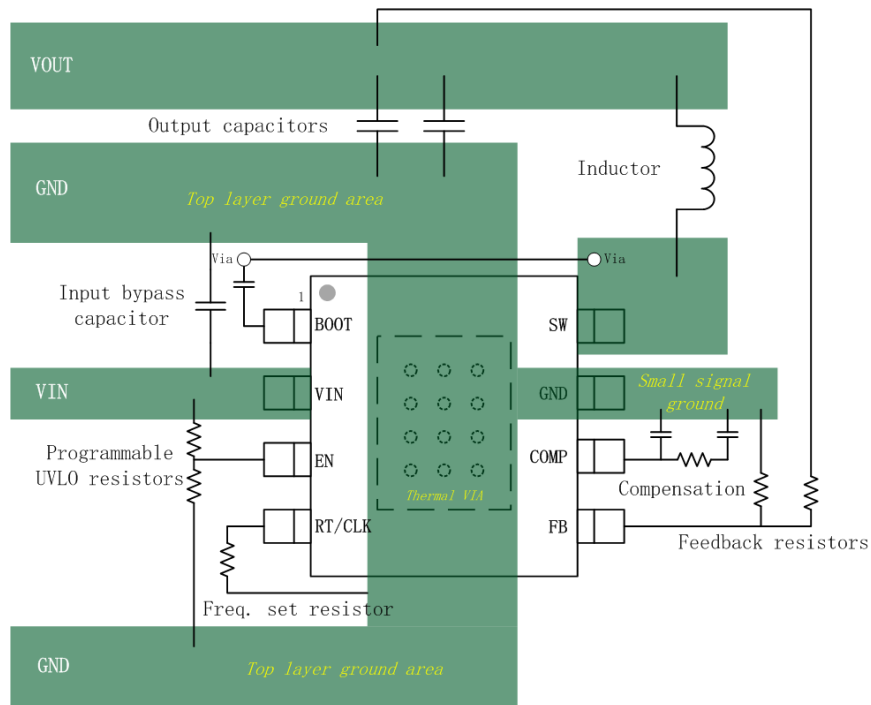 VOUT
Output capacitors
GND
Top layer ground area
Inductor
Via
Via
Input bypass
capacitor
1
BOOT
SW
VIN
VIN
GND
Small signal
ground
Programmable
UVLO resistors
EN
COMP
Compensation
Thermal VIA
RT/CLK
FB
Feedback resistors
Freq. set resistor
GND
Top layer ground area